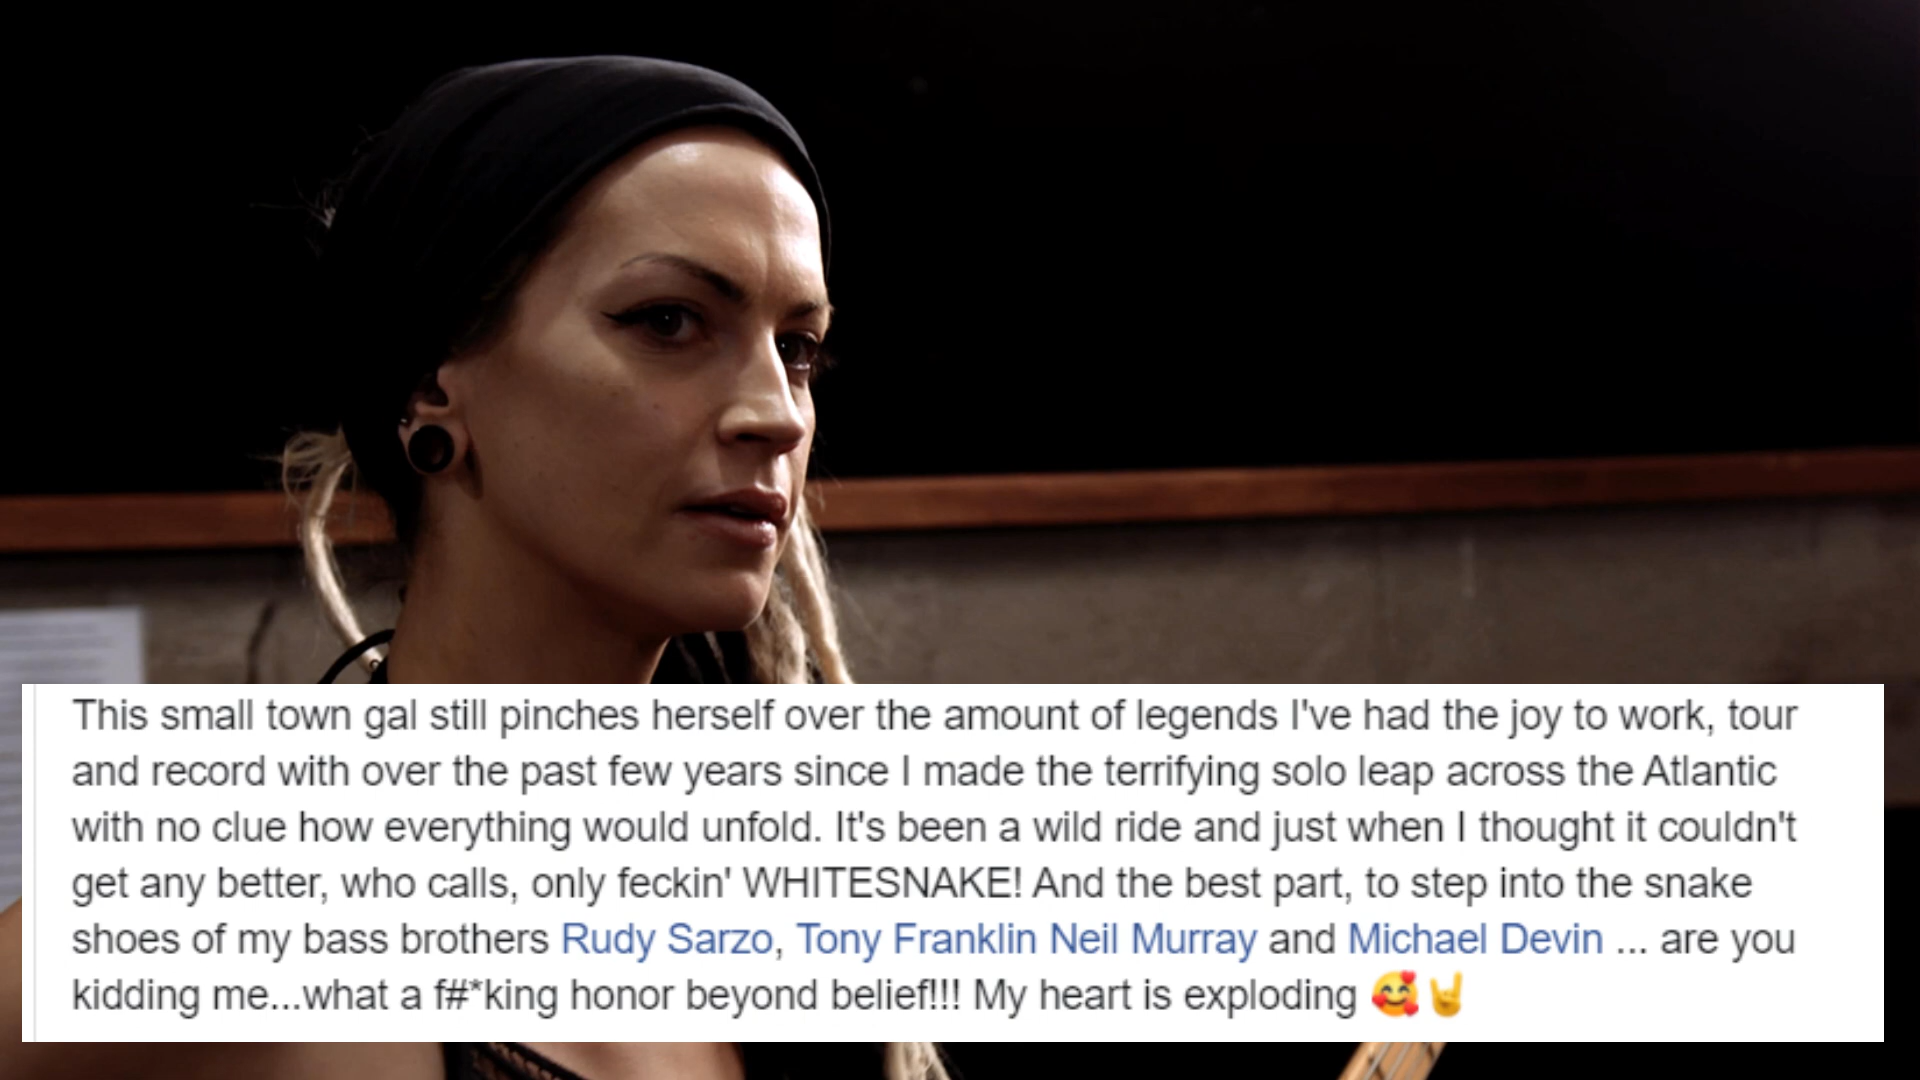 This small town gal still pinches herself over the amount of legends I've had the joy to work, tour
and record with over the past few years since I made the terrifying solo leap across the Atlantic
with no clue how everything would unfold. It's been a wild ride and just when I thought it couldn't
get any better, who calls, only feckin' WHITESNAKE! And the best part, to step into the snake
shoes of my bass brothers Rudy Sarzo, Tony Franklin Neil Murray and Michael Devin ... are you
kidding me...what a f#*king honor beyond belief!!! My heart is exploding 🥰🤘